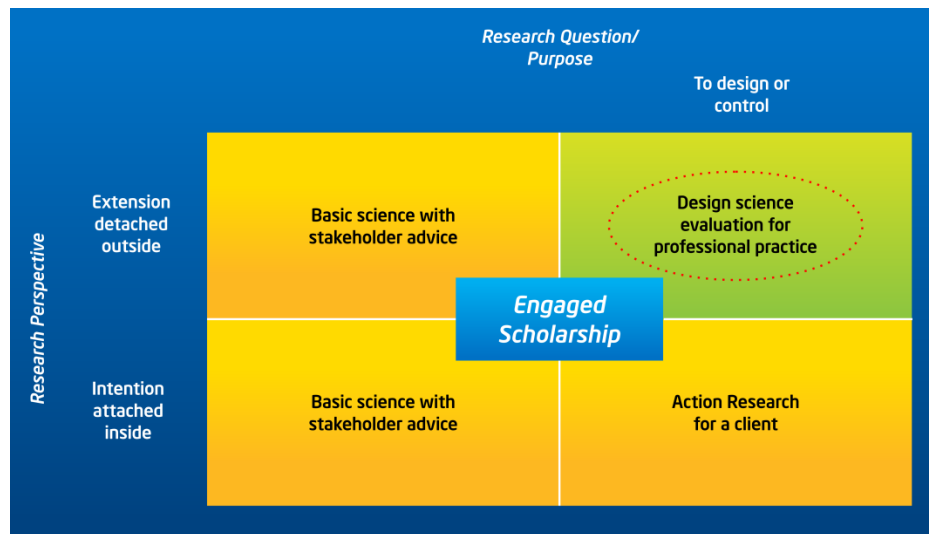 Research Question/
Purpose
To design or
control
Research Perspective
Extension
detached
outside
Basic science with
stakeholder advice
Design science
evaluation for
professional practice
Engaged
Scholarship
Intention
attached
inside
Basic science with
stakeholder advice
Action Research
for a client